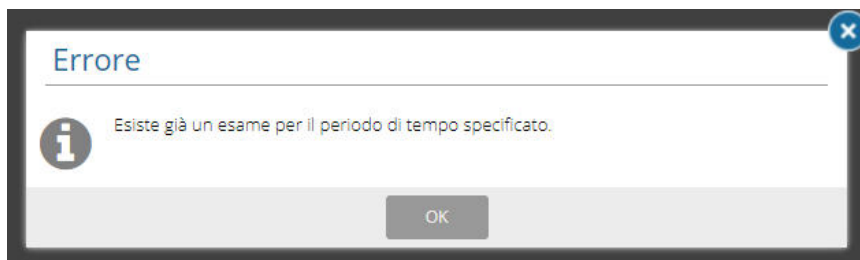 Errore
Esiste già un esame per il periodo di tempo specificato.
OK